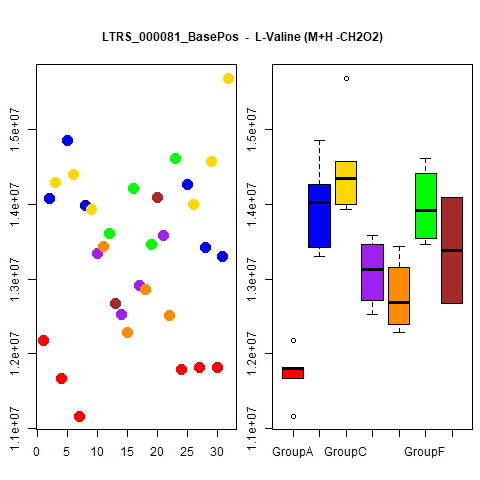 LTRS_000081_BasePos  -  L-Valine (M+H -CH2O2)
1.5e+07
1.4e+07
1.3e+07
1.2e+07
1.1e+07
0 5 10 15 20 25 30
1.5e+07
1.4e+07
1.3e+07
1.2e+07
1.1e+07
GroupA GroupC GroupF